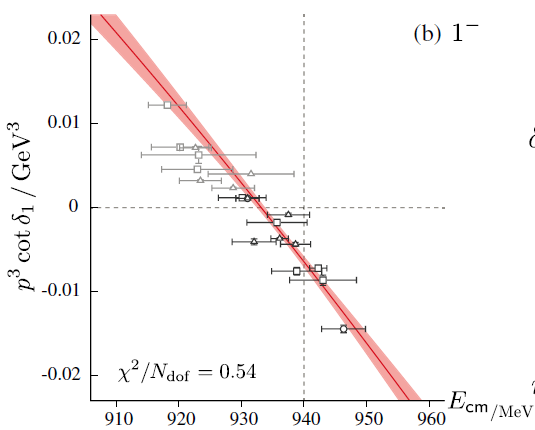 (b) 1⁻
0.02
0.01
0
-0.01
-0.02
p³ cot δ₁ / GeV³
χ²/N_dof = 0.54
910 920 930 940 950 960
E_cm/MeV